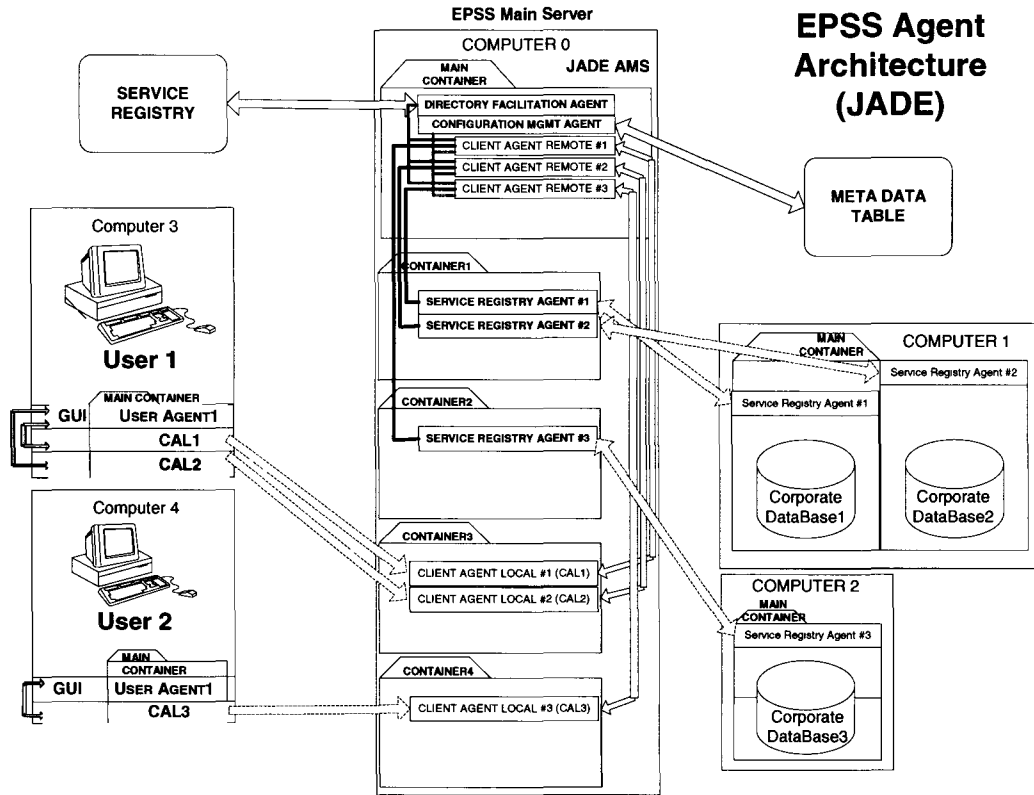 EPSS Main Server
EPSS Agent
Architecture
(JADE)
COMPUTER 0
MAIN
CONTAINER
JADE AMS
SERVICE
REGISTRY
DIRECTORY FACILITATION AGENT
CONFIGURATION MGMT AGENT
CLIENT AGENT REMOTE #1
CLIENT AGENT REMOTE #2
CLIENT AGENT REMOTE #3
META DATA
TABLE
Computer 3
User 1
MAIN CONTAINER
GUI
USER AGENT1
CAL1
CAL2
CONTAINER1
SERVICE REGISTRY AGENT #1
SERVICE REGISTRY AGENT #2
CONTAINER2
SERVICE REGISTRY AGENT #3
MAIN
CONTAINER
COMPUTER 1
Service Registry Agent #2
Service Registry Agent #1
Corporate
DataBase1
Corporate
DataBase2
Computer 4
User 2
MAIN
CONTAINER
GUI
USER AGENT1
CAL3
CONTAINER3
CLIENT AGENT LOCAL #1 (CAL1)
CLIENT AGENT LOCAL #2 (CAL2)
CONTAINER4
CLIENT AGENT LOCAL #3 (CAL3)
COMPUTER 2
MAIN
CONTAINER
Service Registry Agent #3
Corporate
DataBase3